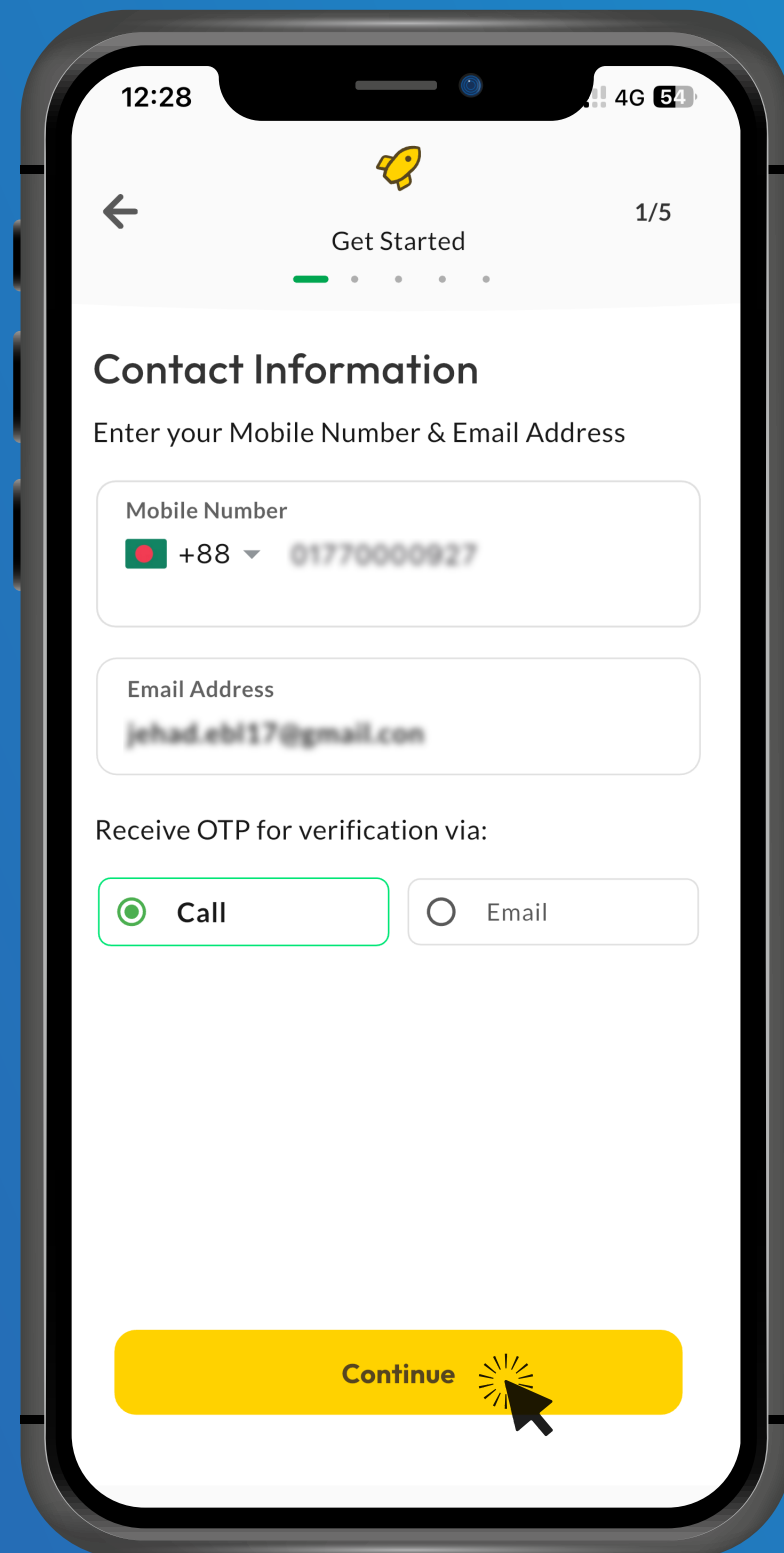 12:28 4G 54
1/5
Get Started
Contact Information
Enter your Mobile Number & Email Address
Mobile Number
+88
Email Address
Receive OTP for verification via:
Call Email
Continue